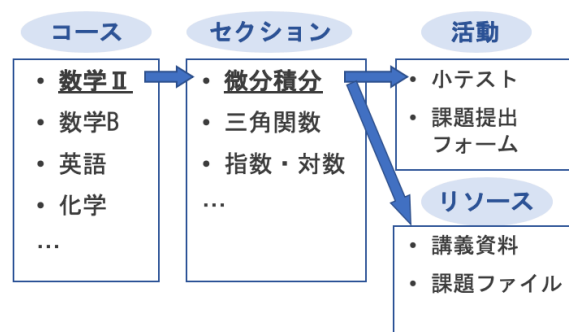 コース
• 数学Ⅱ
• 数学B
• 英語
• 化学
…
セクション
• 微分積分
• 三角関数
• 指数・対数
…
活動
• 小テスト
• 課題提出
フォーム
リソース
• 講義資料
• 課題ファイル